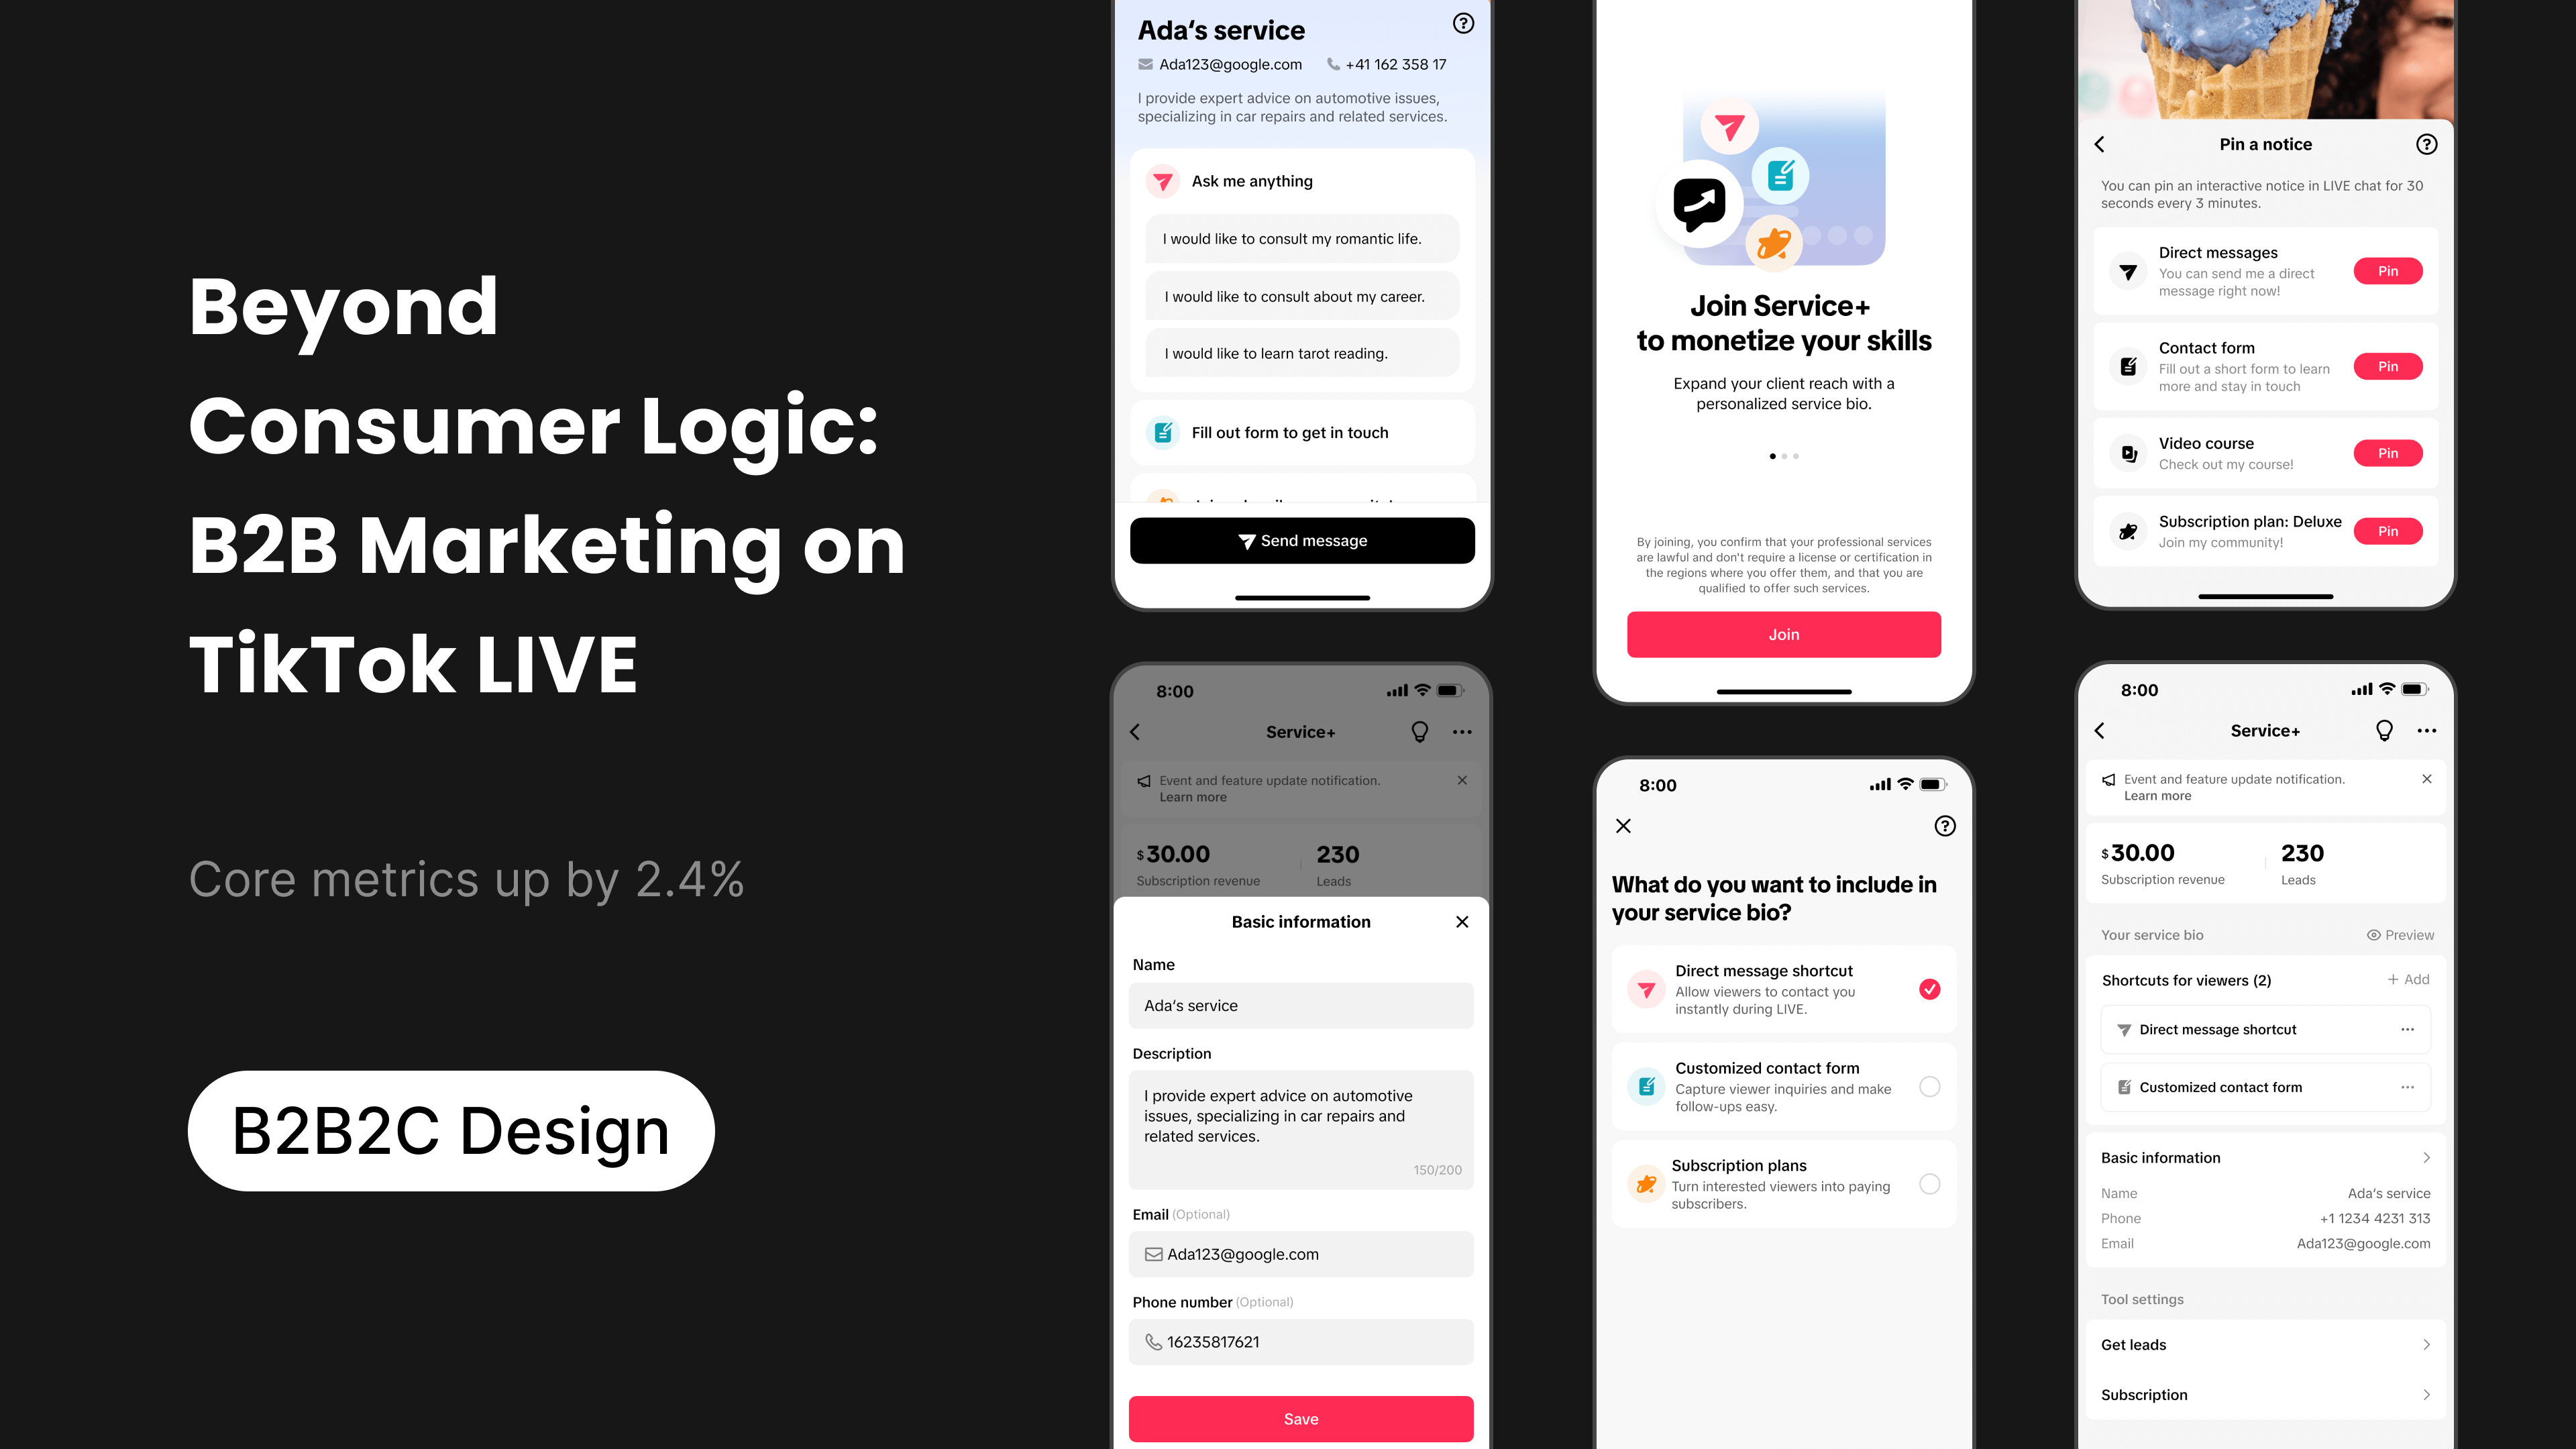 Beyond
Consumer Logic:
B2B Marketing on
TikTok LIVE
Core metrics up by 2.4%
B2B2C Design
Ada‘s service
Ada123@google.com +41 162 358 17
I provide expert advice on automotive issues,
specializing in car repairs and related services.
Ask me anything
I would like to consult my romantic life.
I would like to consult about my career.
I would like to learn tarot reading.
Fill out form to get in touch
Send message
8:00
Service+
Event and feature update notification.
Learn more
$30.00
Subscription revenue
230
Leads
Basic information
Name
Ada‘s service
Description
I provide expert advice on automotive
issues, specializing in car repairs and
related services.
150/200
Email (Optional)
Ada123@google.com
Phone number (Optional)
16235817621
Save
Join Service+
to monetize your skills
Expand your client reach with a
personalized service bio.
By joining, you confirm that your professional services
are lawful and don't require a license or certification in
the regions where you offer them, and that you are
qualified to offer such services.
Join
8:00
What do you want to include in
your service bio?
Direct message shortcut
Allow viewers to contact you
instantly during LIVE.
Customized contact form
Capture viewer inquiries and make
follow-ups easy.
Subscription plans
Turn interested viewers into paying
subscribers.
Pin a notice
You can pin an interactive notice in LIVE chat for 30
seconds every 3 minutes.
Direct messages
You can send me a direct
message right now!
Pin
Contact form
Fill out a short form to learn
more and stay in touch
Pin
Video course
Check out my course!
Pin
Subscription plan: Deluxe
Join my community!
Pin
8:00
Service+
Event and feature update notification.
Learn more
$30.00
Subscription revenue
230
Leads
Your service bio Preview
Shortcuts for viewers (2) + Add
Direct message shortcut
Customized contact form
Basic information
Name Ada‘s service
Phone +1 1234 4231 313
Email Ada123@google.com
Tool settings
Get leads
Subscription